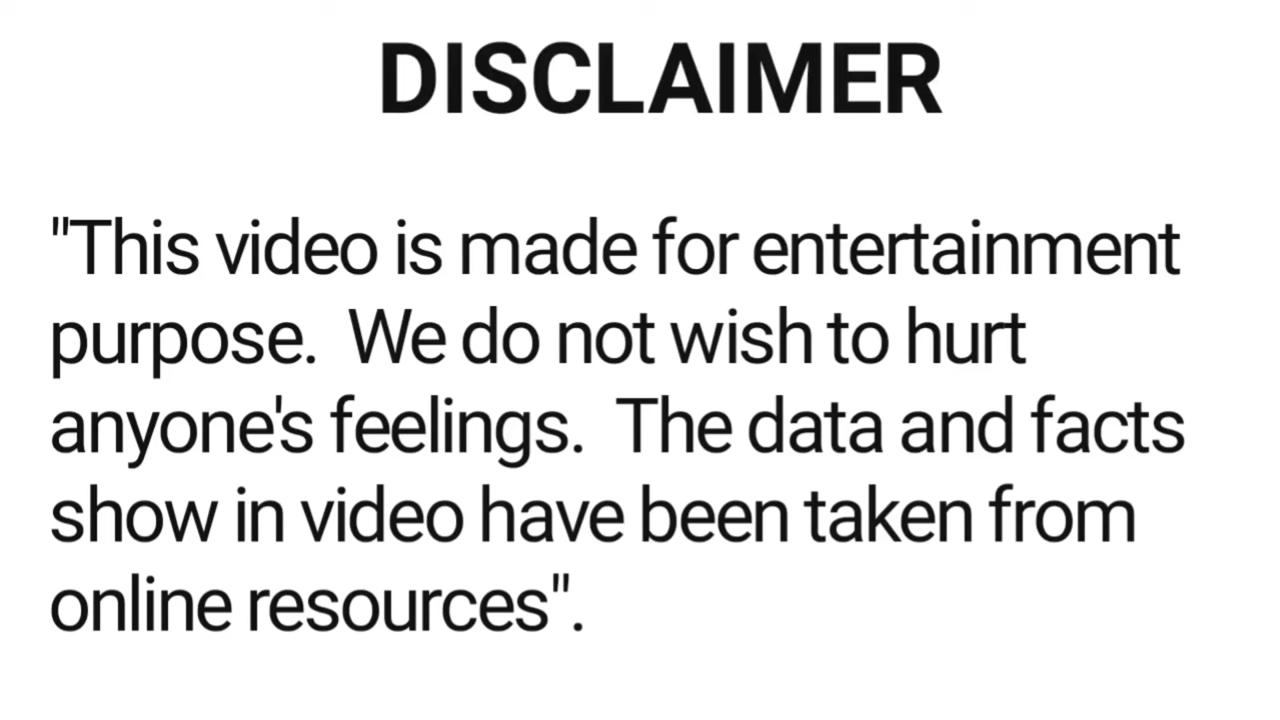 DISCLAIMER
"This video is made for entertainment
purpose.  We do not wish to hurt
anyone's feelings.  The data and facts
show in video have been taken from
online resources".